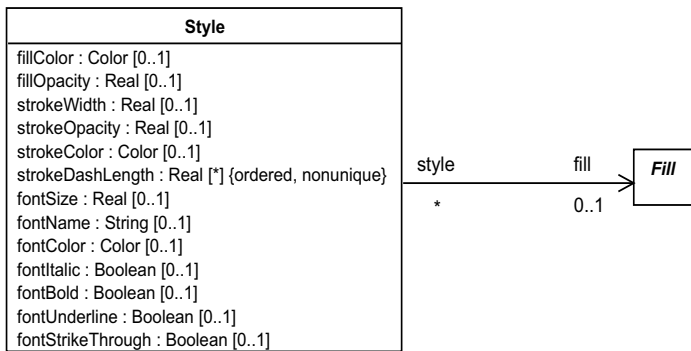 Style
fillColor : Color [0..1]
fillOpacity : Real [0..1]
strokeWidth : Real [0..1]
strokeOpacity : Real [0..1]
strokeColor : Color [0..1]
strokeDashLength : Real [*] {ordered, nonunique}
fontSize : Real [0..1]
fontName : String [0..1]
fontColor : Color [0..1]
fontItalic : Boolean [0..1]
fontBold : Boolean [0..1]
fontUnderline : Boolean [0..1]
fontStrikeThrough : Boolean [0..1]
style fill
* 0..1
Fill